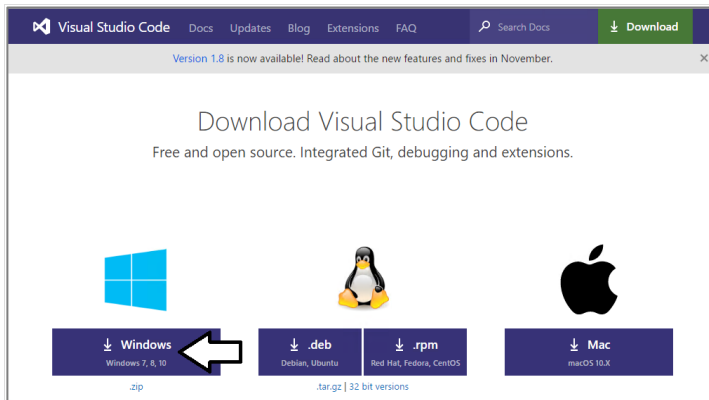 Visual Studio Code Docs Updates Blog Extensions FAQ Search Docs Download
Version 1.8 is now available! Read about the new features and fixes in November. ×
Download Visual Studio Code
Free and open source. Integrated Git, debugging and extensions.
Windows
Windows 7, 8, 10
.zip
.deb
Debian, Ubuntu
.rpm
Red Hat, Fedora, CentOS
.tar.gz | 32 bit versions
Mac
macOS 10.X